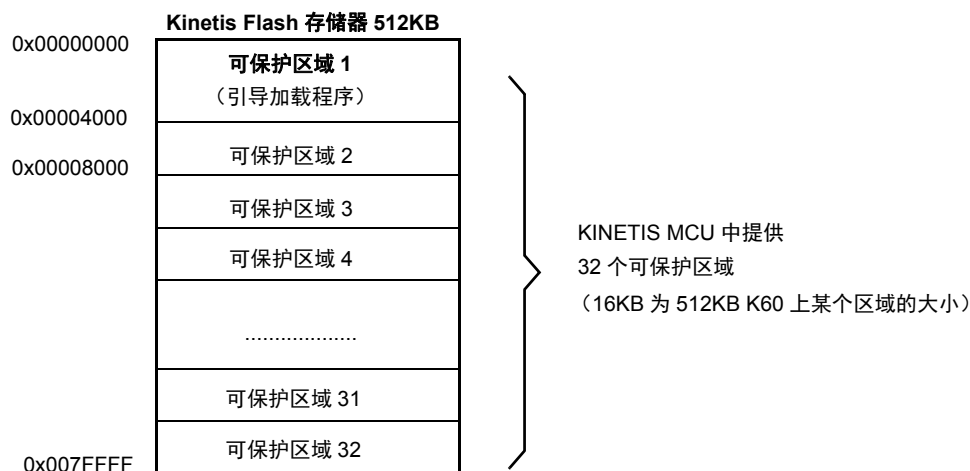 Kinetis Flash 存储器 512KB
0x00000000
可保护区域 1
（引导加载程序）
0x00004000
可保护区域 2
0x00008000
可保护区域 3
可保护区域 4
...................
可保护区域 31
可保护区域 32
0x007FFFF
KINETIS MCU 中提供
32 个可保护区域
（16KB 为 512KB K60 上某个区域的大小）